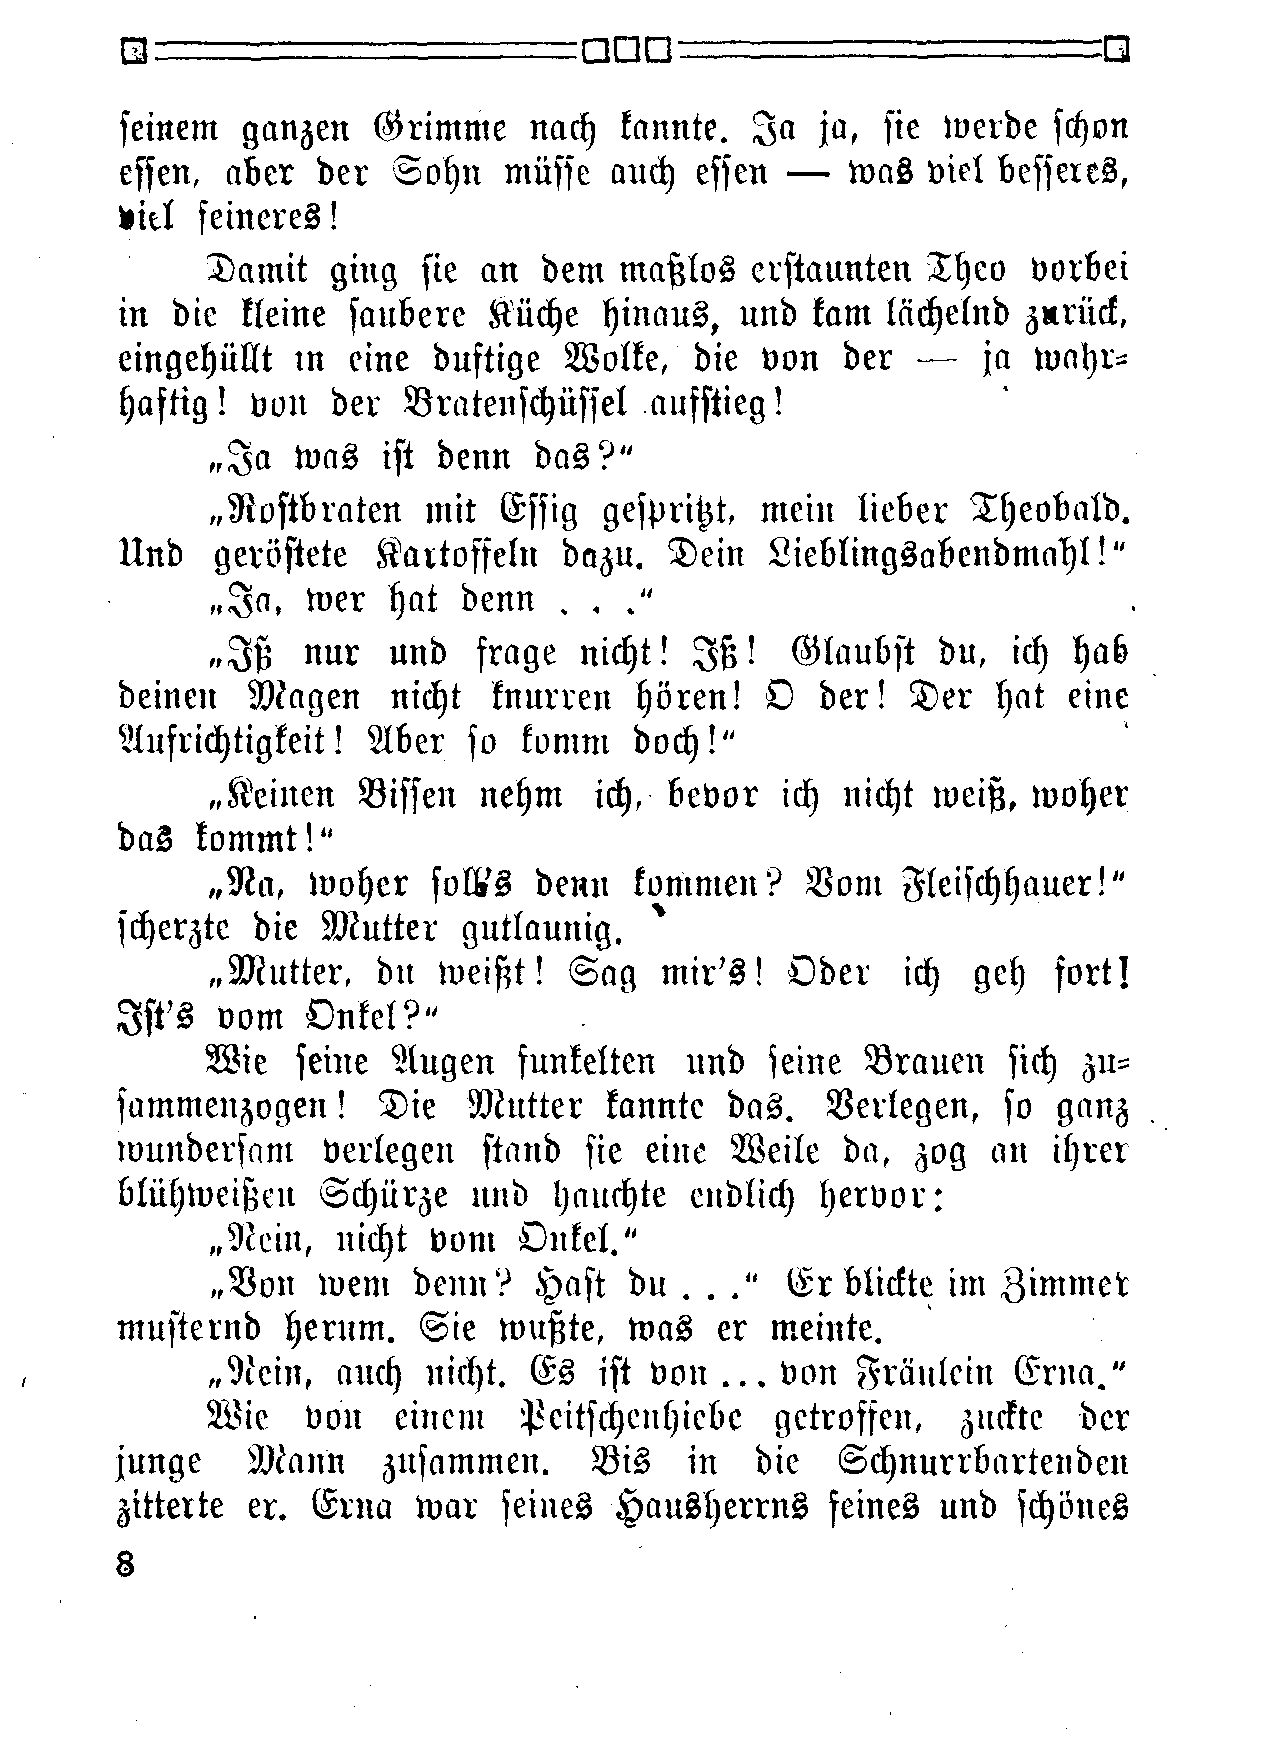 seinem ganzen Grimme nach kannte. Ja ja, sie werde schon
essen, aber der Sohn müsse auch essen — was viel besseres,
viel feineres!
Damit ging sie an dem maßlos erstaunten Theo vorbei
in die kleine saubere Küche hinaus, und kam lächelnd zurück,
eingehüllt in eine duftige Wolke, die von der — ja wahr=
haftig! von der Bratenschüssel aufstieg!
„Ja was ist denn das?“
„Rostbraten mit Essig gespritzt, mein lieber Theobald.
Und geröstete Kartoffeln dazu. Dein Lieblingsabendmahl!“
„Ja, wer hat denn . . .“
„Iß nur und frage nicht! Iß! Glaubst du, ich hab
deinen Magen nicht knurren hören! O der! Der hat eine
Aufrichtigkeit! Aber so komm doch!“
„Keinen Bissen nehm ich, bevor ich nicht weiß, woher
das kommt!“
„Na, woher soll's denn kommen? Vom Fleischhauer!“
scherzte die Mutter gutlaunig.
„Mutter, du weißt! Sag mir's! Oder ich geh fort!
Ist's vom Onkel?“
Wie seine Augen funkelten und seine Brauen sich zu=
sammenzogen! Die Mutter kannte das. Verlegen, so ganz
wundersam verlegen stand sie eine Weile da, zog an ihrer
blühweißen Schürze und hauchte endlich hervor:
„Nein, nicht vom Onkel.“
„Von wem denn? Hast du . . .“ Er blickte im Zimmer
musternd herum. Sie wußte, was er meinte.
„Nein, auch nicht. Es ist von ... von Fräulein Erna.“
Wie von einem Peitschenhiebe getroffen, zuckte der
junge Mann zusammen. Bis in die Schnurrbartenden
zitterte er. Erna war seines Hausherrns feines und schönes
8